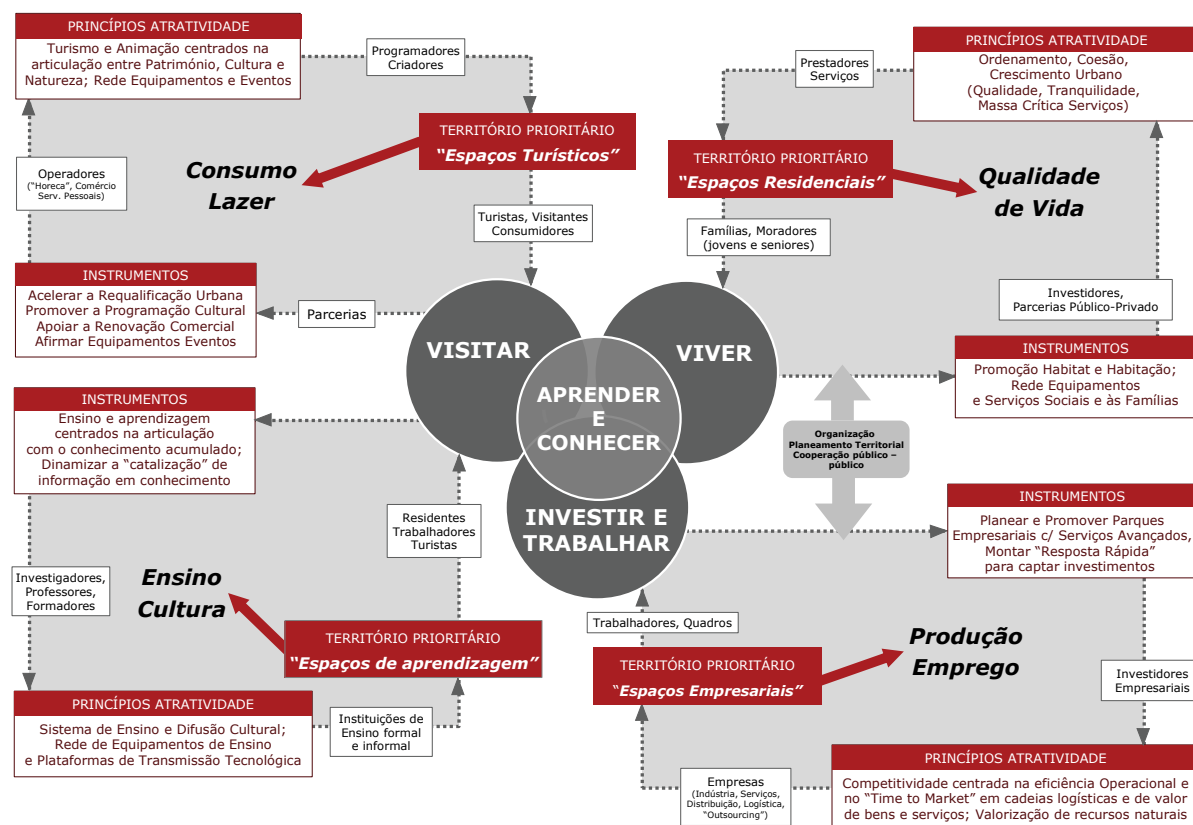 PRINCÍPIOS ATRATIVIDADE
Turismo e Animação centrados na
articulação entre Património, Cultura e
Natureza; Rede Equipamentos e Eventos
Programadores
Criadores
TERRITÓRIO PRIORITÁRIO
“Espaços Turísticos”
Consumo
Lazer
Operadores
(“Horeca”, Comércio
Serv. Pessoais)
Turistas, Visitantes
Consumidores
INSTRUMENTOS
Acelerar a Requalificação Urbana
Promover a Programação Cultural
Apoiar a Renovação Comercial
Afirmar Equipamentos Eventos
Parcerias
VISITAR
PRINCÍPIOS ATRATIVIDADE
Ordenamento, Coesão,
Crescimento Urbano
(Qualidade, Tranquilidade,
Massa Crítica Serviços)
Prestadores
Serviços
TERRITÓRIO PRIORITÁRIO
“Espaços Residenciais”
Qualidade
de Vida
Famílias, Moradores
(jovens e seniores)
Investidores,
Parcerias Público-Privado
VIVER
INSTRUMENTOS
Promoção Habitat e Habitação;
Rede Equipamentos
e Serviços Sociais e às Famílias
APRENDER
E
CONHECER
Organização
Planeamento Territorial
Cooperação público –
público
INSTRUMENTOS
Ensino e aprendizagem
centrados na articulação
com o conhecimento acumulado;
Dinamizar a “catalização” de
informação em conhecimento
Residentes
Trabalhadores
Turistas
Investigadores,
Professores,
Formadores
Ensino
Cultura
TERRITÓRIO PRIORITÁRIO
“Espaços de aprendizagem”
PRINCÍPIOS ATRATIVIDADE
Sistema de Ensino e Difusão Cultural;
Rede de Equipamentos de Ensino
e Plataformas de Transmissão Tecnológica
Instituições de
Ensino formal
e informal
INVESTIR E
TRABALHAR
INSTRUMENTOS
Planear e Promover Parques
Empresariais c/ Serviços Avançados,
Montar “Resposta Rápida”
para captar investimentos
Trabalhadores, Quadros
TERRITÓRIO PRIORITÁRIO
“Espaços Empresariais”
Produção
Emprego
Investidores
Empresariais
PRINCÍPIOS ATRATIVIDADE
Competitividade centrada na eficiência Operacional e
no “Time to Market” em cadeias logísticas e de valor
de bens e serviços; Valorização de recursos naturais
Empresas
(Indústria, Serviços,
Distribuição, Logística,
“Outsourcing”)